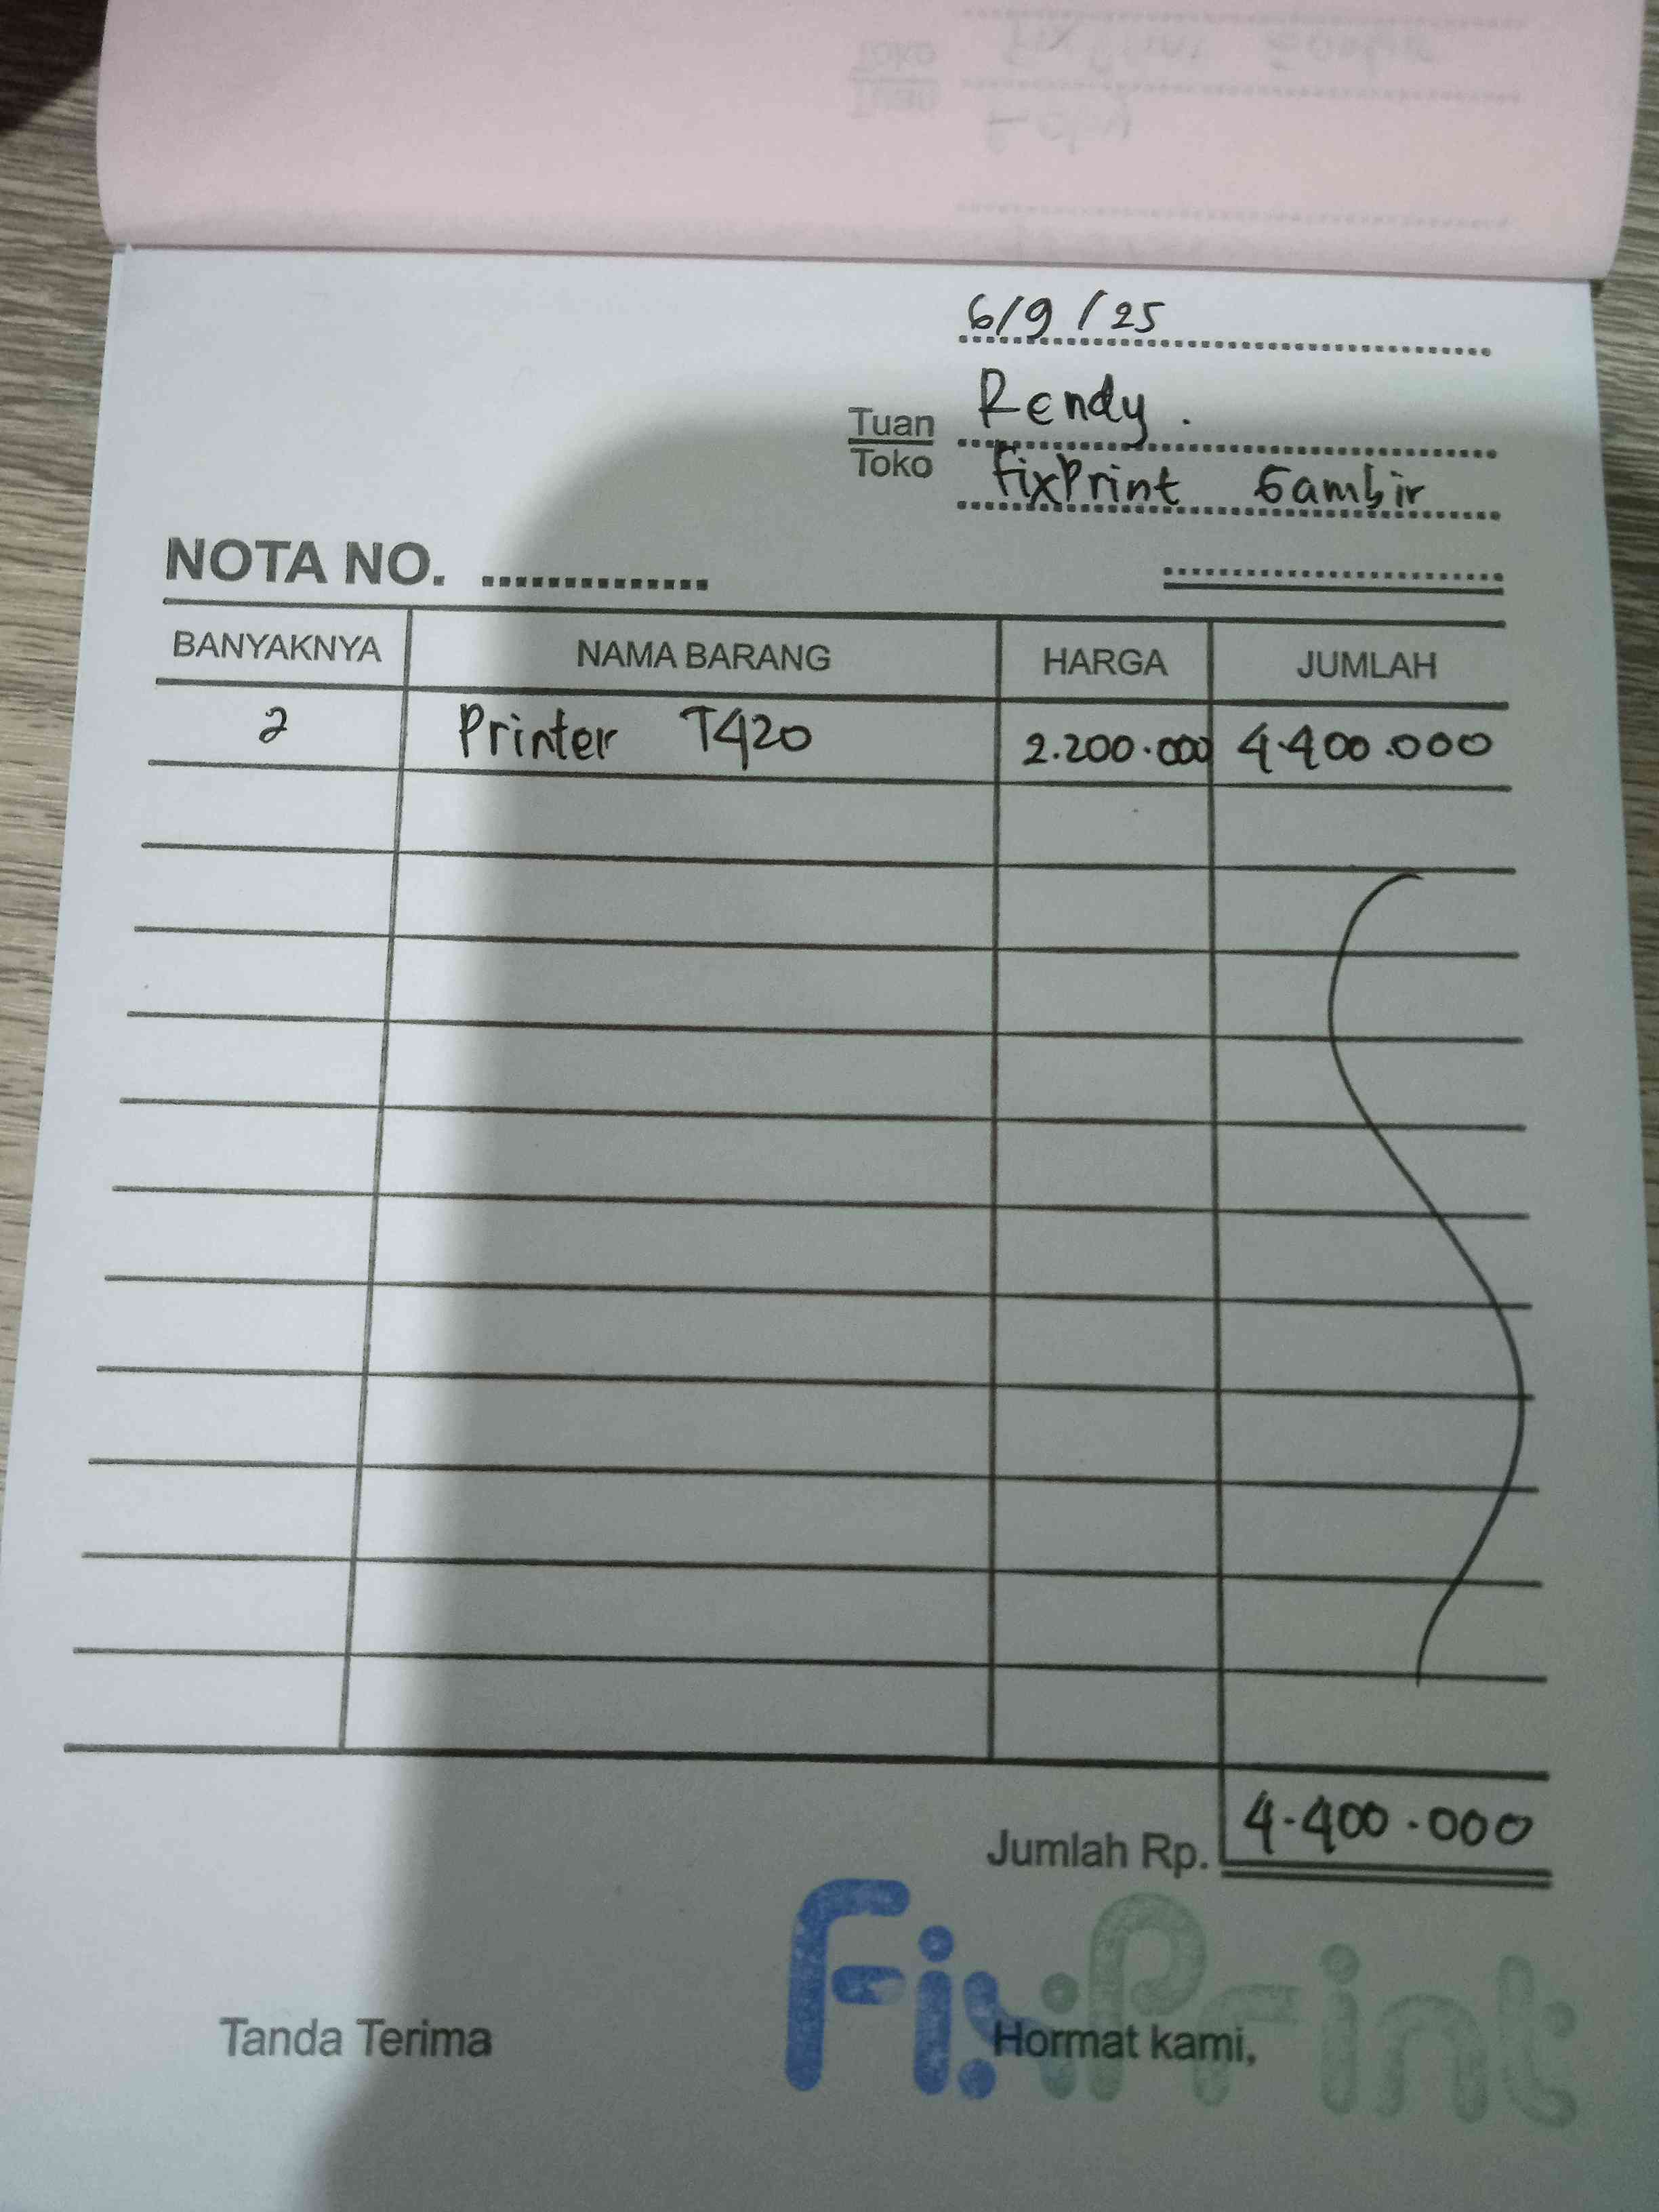 6/9/25
Tuan Rendy.
Toko FixPrint Gambir
NOTA NO. ..............
BANYAKNYA NAMA BARANG HARGA JUMLAH
2 Printer T420 2.200.000 4.400.000
Jumlah Rp. 4.400.000
FixPrint
Tanda Terima Hormat kami,